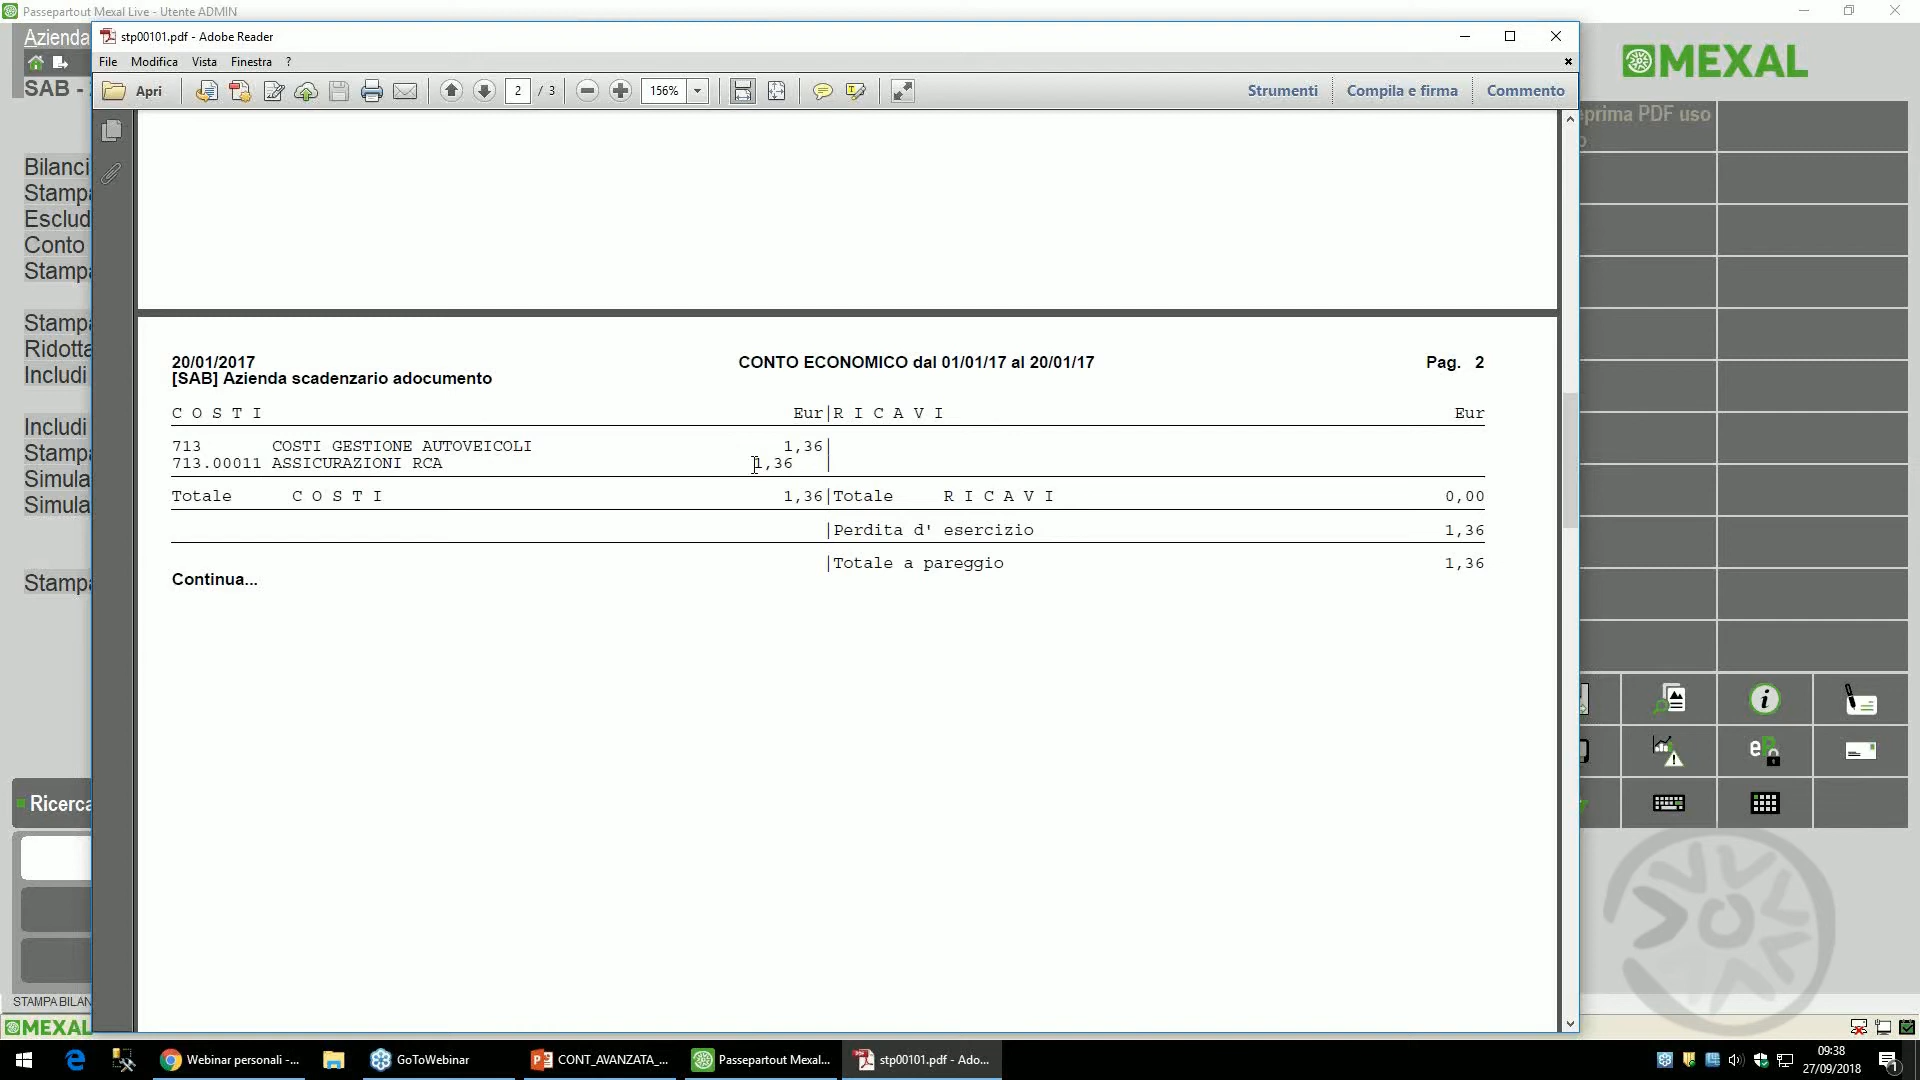 Passepartout Mexal Live - Utente ADMIN
Azienda
SAB -
MEXAL
stp00101.pdf - Adobe Reader
File Modifica Vista Finestra ?
Apri 2 / 3 156% Strumenti Compila e firma Commento
prima PDF uso
Bilanci
Stampa
Esclud
Conto
Stampa
Stampa
Ridotta
Includi
Includi
Stampa
Simula
Simula
Stampa
Ricerca
STAMPA BILAN
MEXAL
20/01/2017 CONTO ECONOMICO dal 01/01/17 al 20/01/17 Pag. 2
[SAB] Azienda scadenzario adocumento
C O S T I Eur|R I C A V I Eur
713 COSTI GESTIONE AUTOVEICOLI 1,36|
713.00011 ASSICURAZIONI RCA 1,36 |
Totale C O S T I 1,36|Totale R I C A V I 0,00
|Perdita d' esercizio 1,36
|Totale a pareggio 1,36
Continua...
Webinar personali -... GoToWebinar CONT_AVANZATA_... Passepartout Mexal... stp00101.pdf - Ado...
09:38
27/09/2018
1